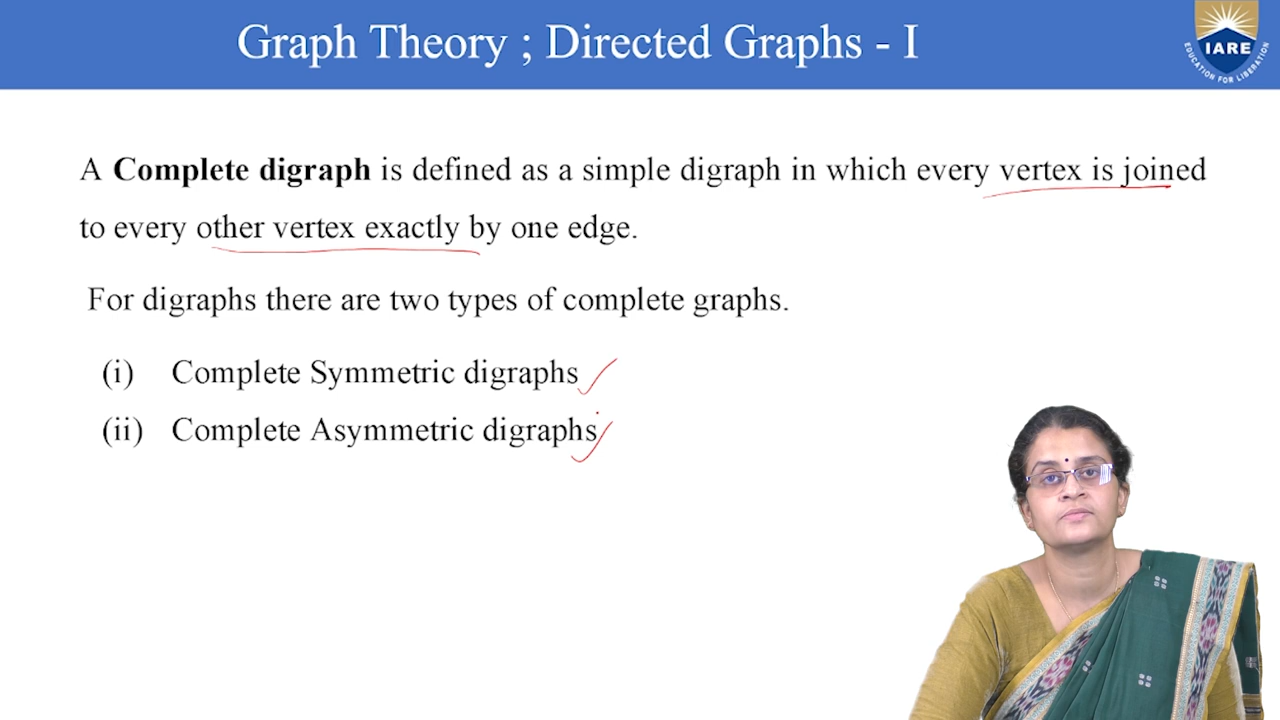 Graph Theory ; Directed Graphs - I
IARE
EDUCATION FOR LIBERATION
A Complete digraph is defined as a simple digraph in which every vertex is joined
to every other vertex exactly by one edge.
For digraphs there are two types of complete graphs.
(i) Complete Symmetric digraphs
(ii) Complete Asymmetric digraphs